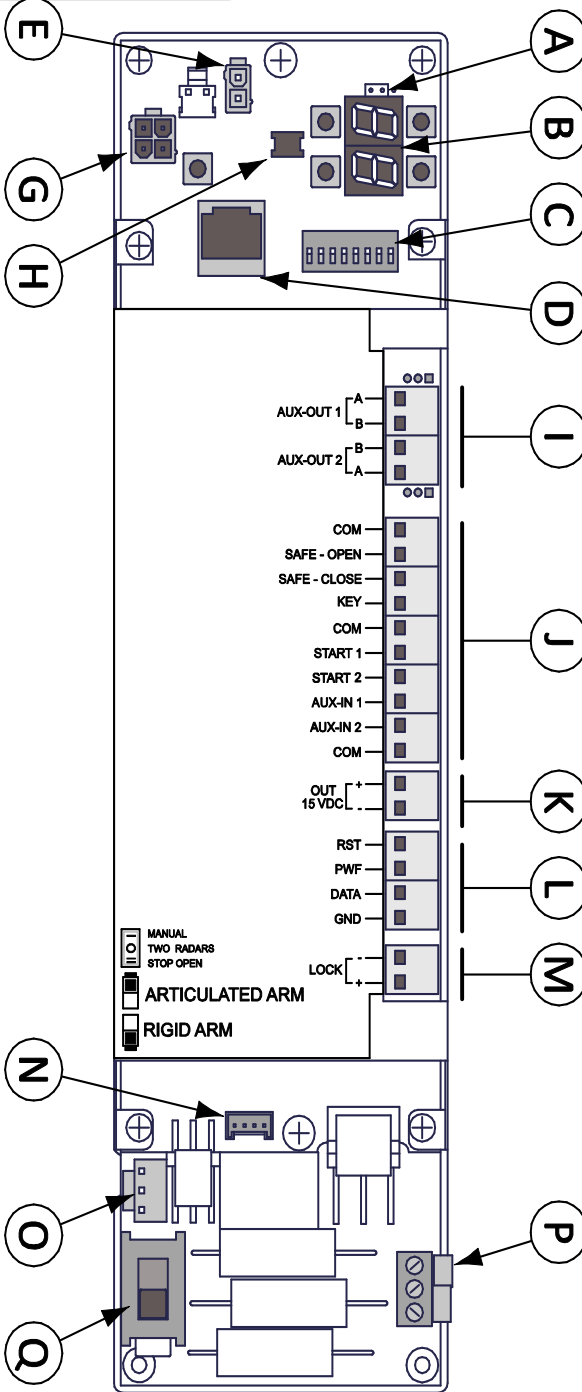 E
A
B
G
C
H
D
I
AUX-OUT 1
A
B
AUX-OUT 2
B
A
J
COM
SAFE - OPEN
SAFE - CLOSE
KEY
COM
START 1
START 2
AUX-IN 1
AUX-IN 2
COM
K
OUT
15 VDC
+
-
L
RST
PWF
DATA
GND
M
LOCK
-
+
I
O
II
MANUAL
TWO RADARS
STOP OPEN
ARTICULATED ARM
RIGID ARM
N
O
P
Q